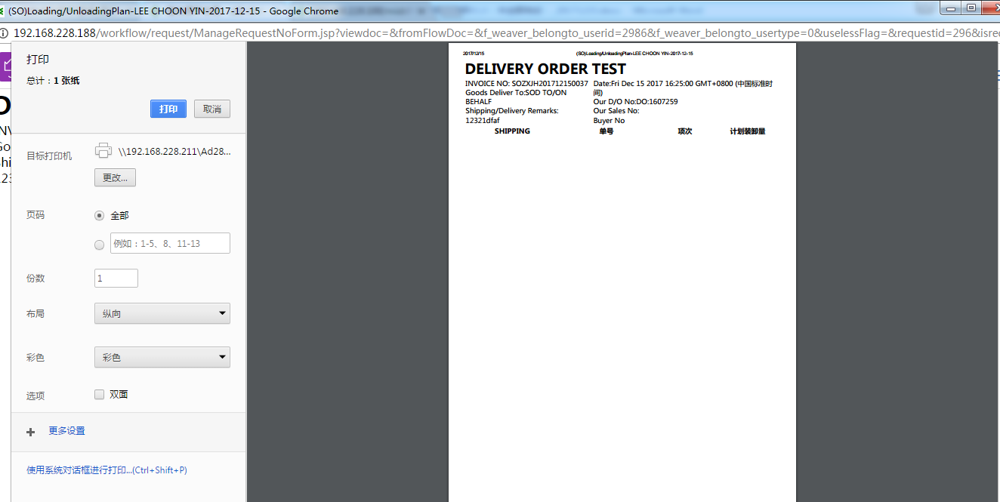 (SO)Loading/UnloadingPlan-LEE CHOON YIN-2017-12-15 - Google Chrome
192.168.228.188/workflow/request/ManageRequestNoForm.jsp?viewdoc=&fromFlowDoc=&f_weaver_belongto_userid=2986&f_weaver_belongto_usertype=0&uselessFlag=&requestid=296&isrec
打印
总计：1 张纸
打印
取消
目标打印机
\\192.168.228.211\Ad28...
更改...
页码
全部
例如：1-5、8、11-13
份数
1
布局
纵向
彩色
彩色
选项
双面
更多设置
使用系统对话框进行打印...(Ctrl+Shift+P)
2017/12/15
(SO)Loading/UnloadingPlan-LEE CHOON YIN-2017-12-15
DELIVERY ORDER TEST
INVOICE NO: SOZXJH201712150037
Goods Deliver To:SOD TO/ON
BEHALF
Shipping/Delivery Remarks:
12321dfaf
Date:Fri Dec 15 2017 16:25:00 GMT+0800 (中国标准时
间)
Our D/O No:DO:1607259
Our Sales No:
Buyer No
SHIPPING 单号 项次 计划装卸量